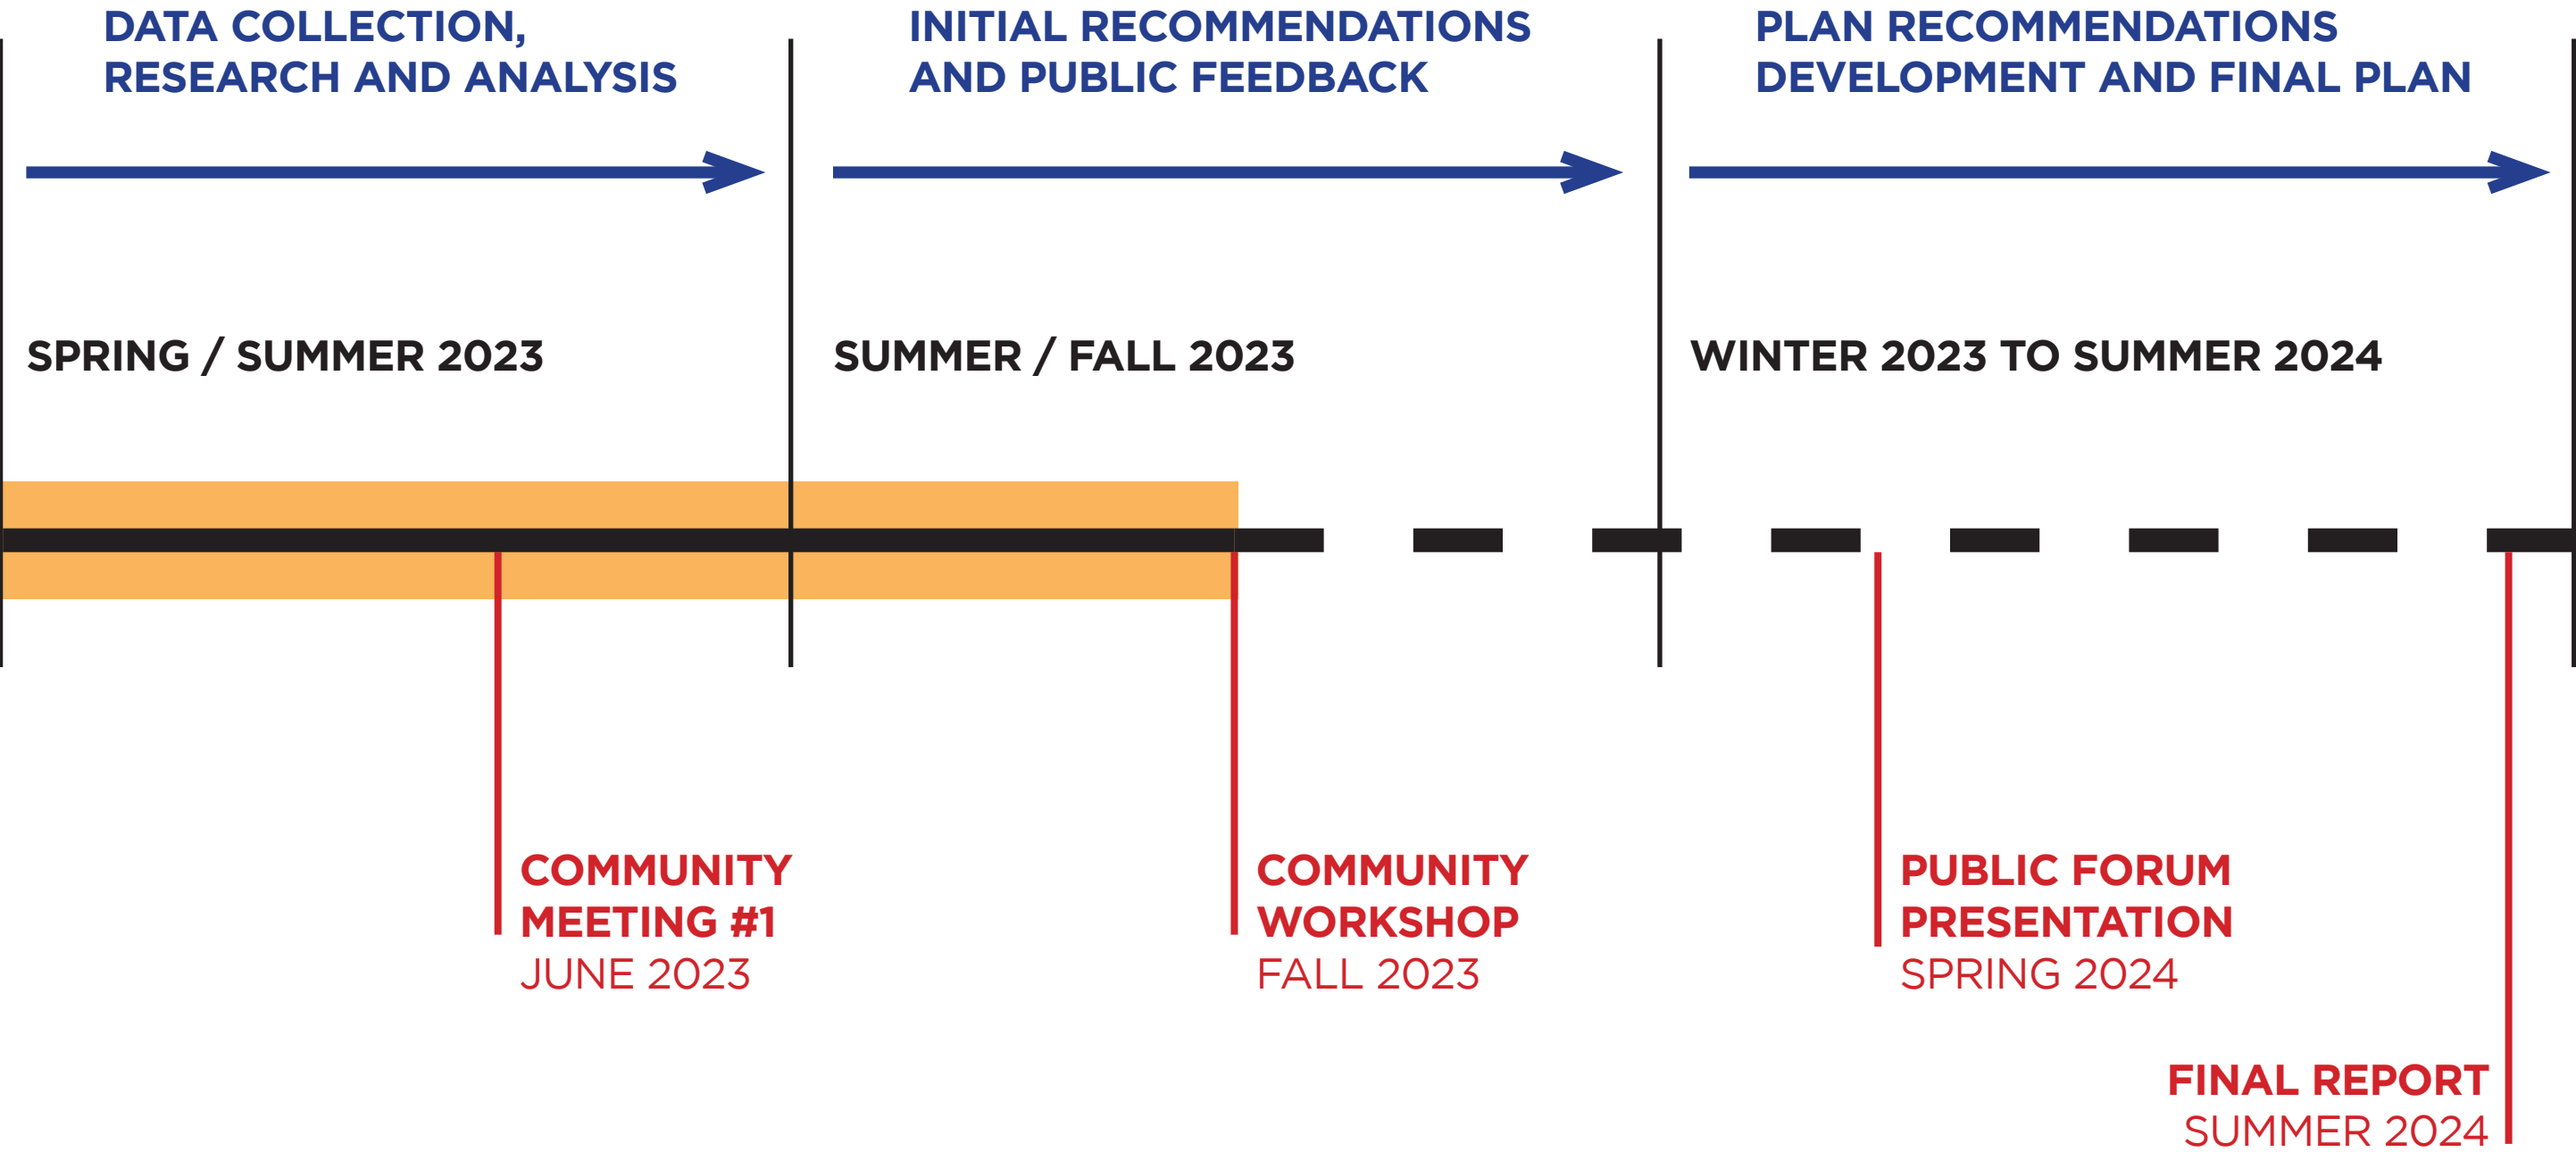 DATA COLLECTION,
RESEARCH AND ANALYSIS
INITIAL RECOMMENDATIONS
AND PUBLIC FEEDBACK
PLAN RECOMMENDATIONS
DEVELOPMENT AND FINAL PLAN
SPRING / SUMMER 2023
SUMMER / FALL 2023
WINTER 2023 TO SUMMER 2024
COMMUNITY
MEETING #1
JUNE 2023
COMMUNITY
WORKSHOP
FALL 2023
PUBLIC FORUM
PRESENTATION
SPRING 2024
FINAL REPORT
SUMMER 2024